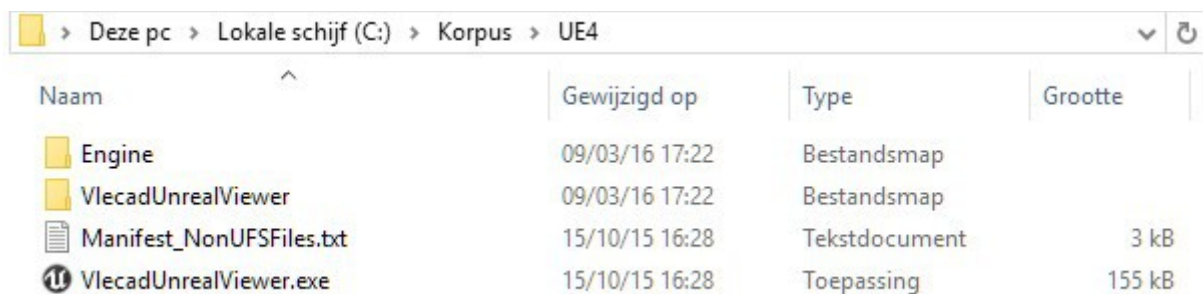 Deze pc > Lokale schijf (C:) > Korpus > UE4
Naam Gewijzigd op Type Grootte
Engine 09/03/16 17:22 Bestandsmap
VlecadUnrealViewer 09/03/16 17:22 Bestandsmap
Manifest_NonUFSFiles.txt 15/10/15 16:28 Tekstdocument 3 kB
VlecadUnrealViewer.exe 15/10/15 16:28 Toepassing 155 kB